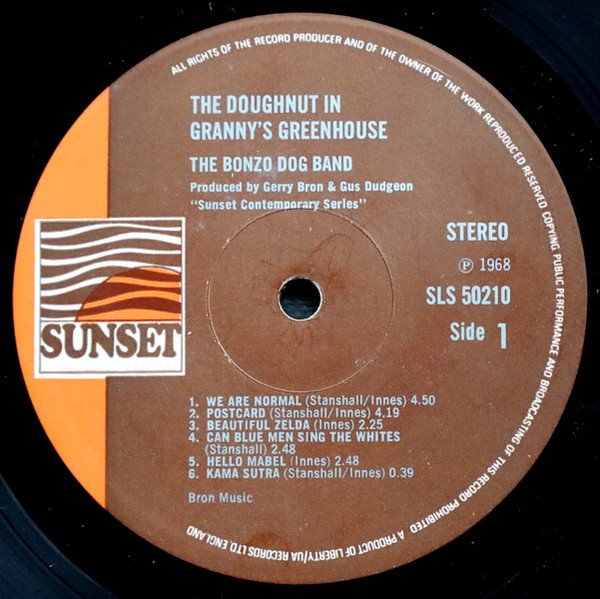 ALL RIGHTS OF THE RECORD PRODUCER AND OF THE OWNER OF THE WORK REPRODUCED RESERVED COPYING PUBLIC PERFORMANCE AND BROADCASTING OF THIS RECORD PROHIBITED A PRODUCT OF LIBERTY/UA RECORDS LTD. ENGLAND
THE DOUGHNUT IN
GRANNY'S GREENHOUSE
THE BONZO DOG BAND
Produced by Gerry Bron & Gus Dudgeon
"Sunset Contemporary Series"
STEREO
Ⓟ 1968
SLS 50210
Side 1
SUNSET
1. WE ARE NORMAL (Stanshall/Innes) 4.50
2. POSTCARD (Stanshall/Innes) 4.19
3. BEAUTIFUL ZELDA (Innes) 2.25
4. CAN BLUE MEN SING THE WHITES
(Stanshall) 2.48
5. HELLO MABEL (Innes) 2.48
6. KAMA SUTRA (Stanshall/Innes) 0.39
Bron Music